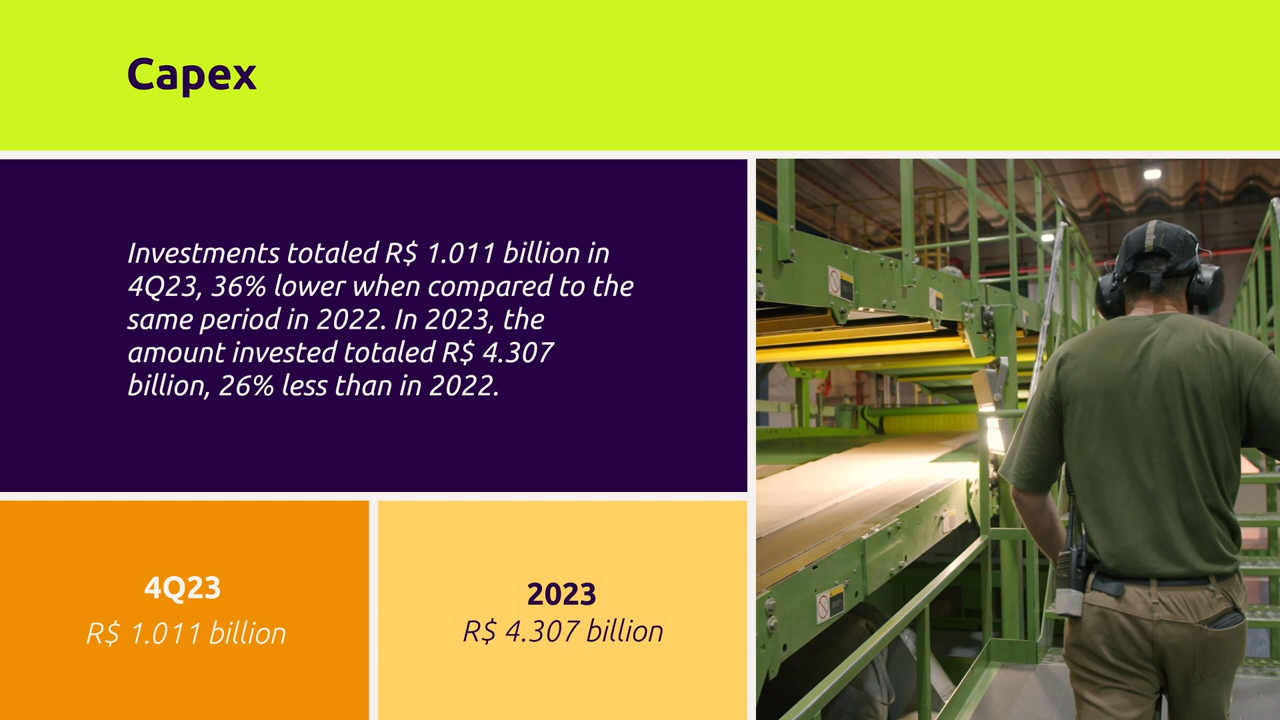 Capex
Investments totaled R$ 1.011 billion in
4Q23, 36% lower when compared to the
same period in 2022. In 2023, the
amount invested totaled R$ 4.307
billion, 26% less than in 2022.
4Q23
R$ 1.011 billion
2023
R$ 4.307 billion